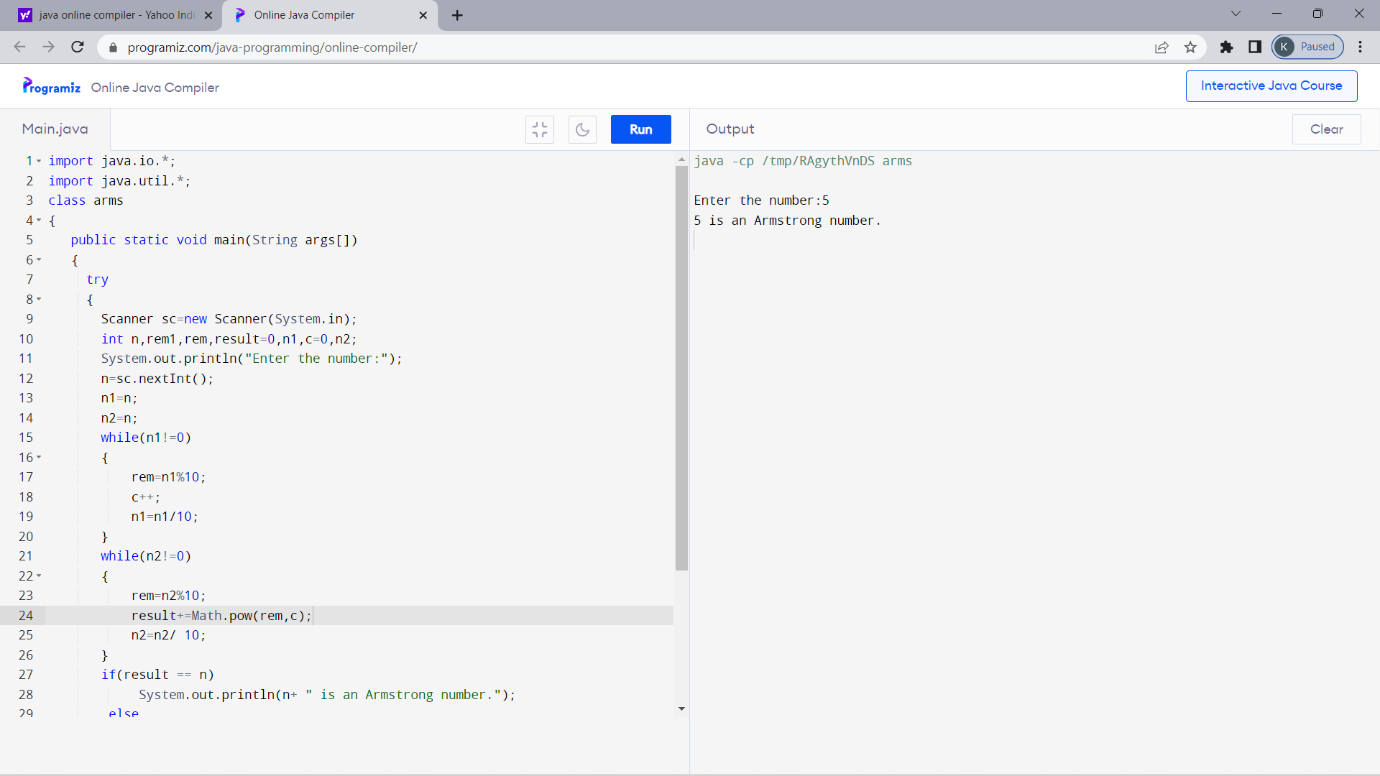 java online compiler - Yahoo Indi
Online Java Compiler
programiz.com/java-programming/online-compiler/
K Paused
Programiz Online Java Compiler
Interactive Java Course
Main.java
Run
1 import java.io.*;
2 import java.util.*;
3 class arms
4 {
5 public static void main(String args[])
6 {
7 try
8 {
9 Scanner sc=new Scanner(System.in);
10 int n,rem1,rem,result=0,n1,c=0,n2;
11 System.out.println("Enter the number:");
12 n=sc.nextInt();
13 n1=n;
14 n2=n;
15 while(n1!=0)
16 {
17 rem=n1%10;
18 c++;
19 n1=n1/10;
20 }
21 while(n2!=0)
22 {
23 rem=n2%10;
24 result+=Math.pow(rem,c);
25 n2=n2/ 10;
26 }
27 if(result == n)
28 System.out.println(n+ " is an Armstrong number.");
29 else
Output
Clear
java -cp /tmp/RAgythVnDS arms
Enter the number:5
5 is an Armstrong number.